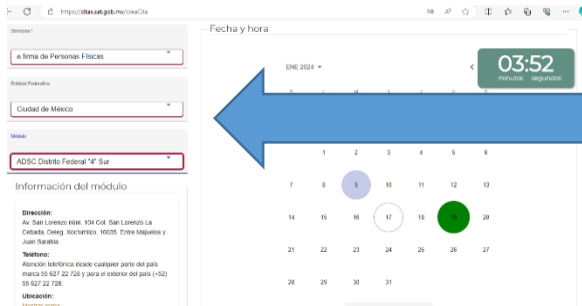 https://citas.sat.gob.mx/creaCita
Servicios *
e.firma de Personas Físicas
Entidad Federativa
Ciudad de México
Módulo
ADSC Distrito Federal "4" Sur
Información del módulo
Dirección:
Av. San Lorenzo núm. 104 Col. San Lorenzo La
Cebada, Deleg. Xochimilco, 16035. Entre Majuelos y
Juan Sarabia
Teléfono:
Atención telefónica desde cualquier parte del país
marca 55 627 22 728 y para el exterior del país (+52)
55 627 22 728.
Ubicación:
Mostrar mapa
Fecha y hora
ENE 2024
03:52
minutos segundos
1 2 3 4 5 6
7 8 9 10 11 12 13
14 15 16 17 18 19 20
21 22 23 24 25 26 27
28 29 30 31